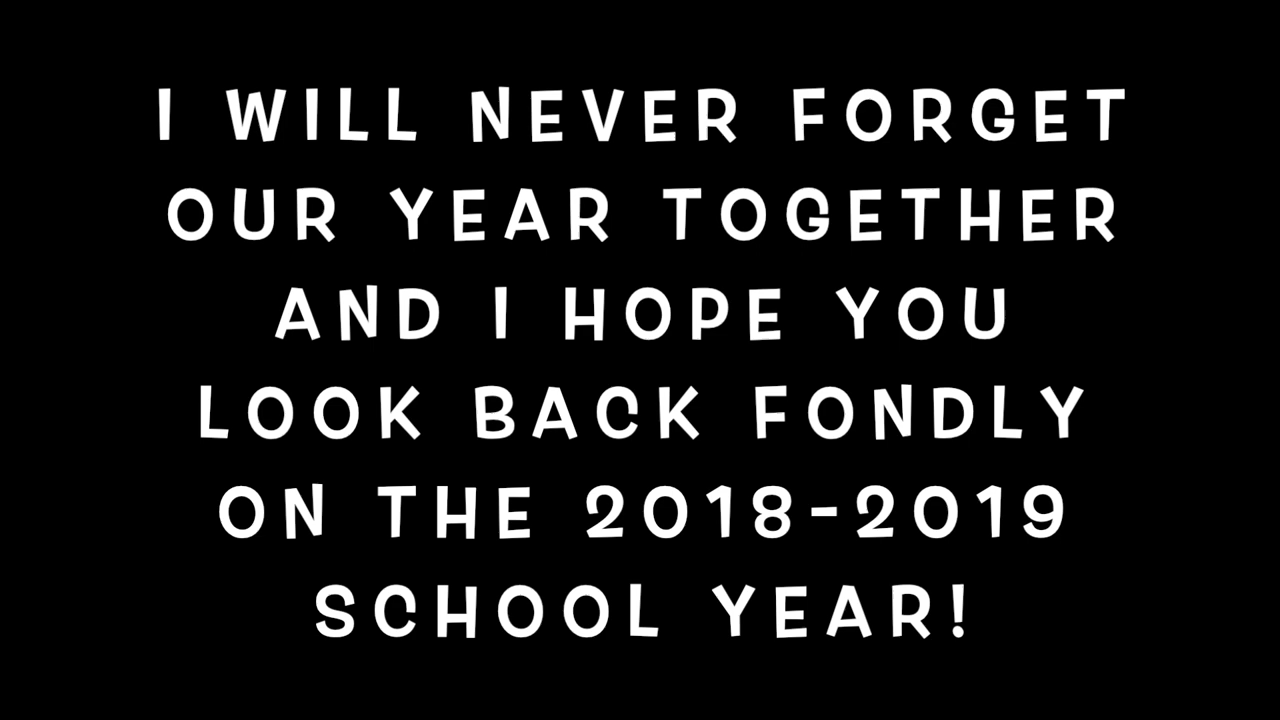 I WILL NEVER FORGET
OUR YEAR TOGETHER
AND I HOPE YOU
LOOK BACK FONDLY
ON THE 2018-2019
SCHOOL YEAR!